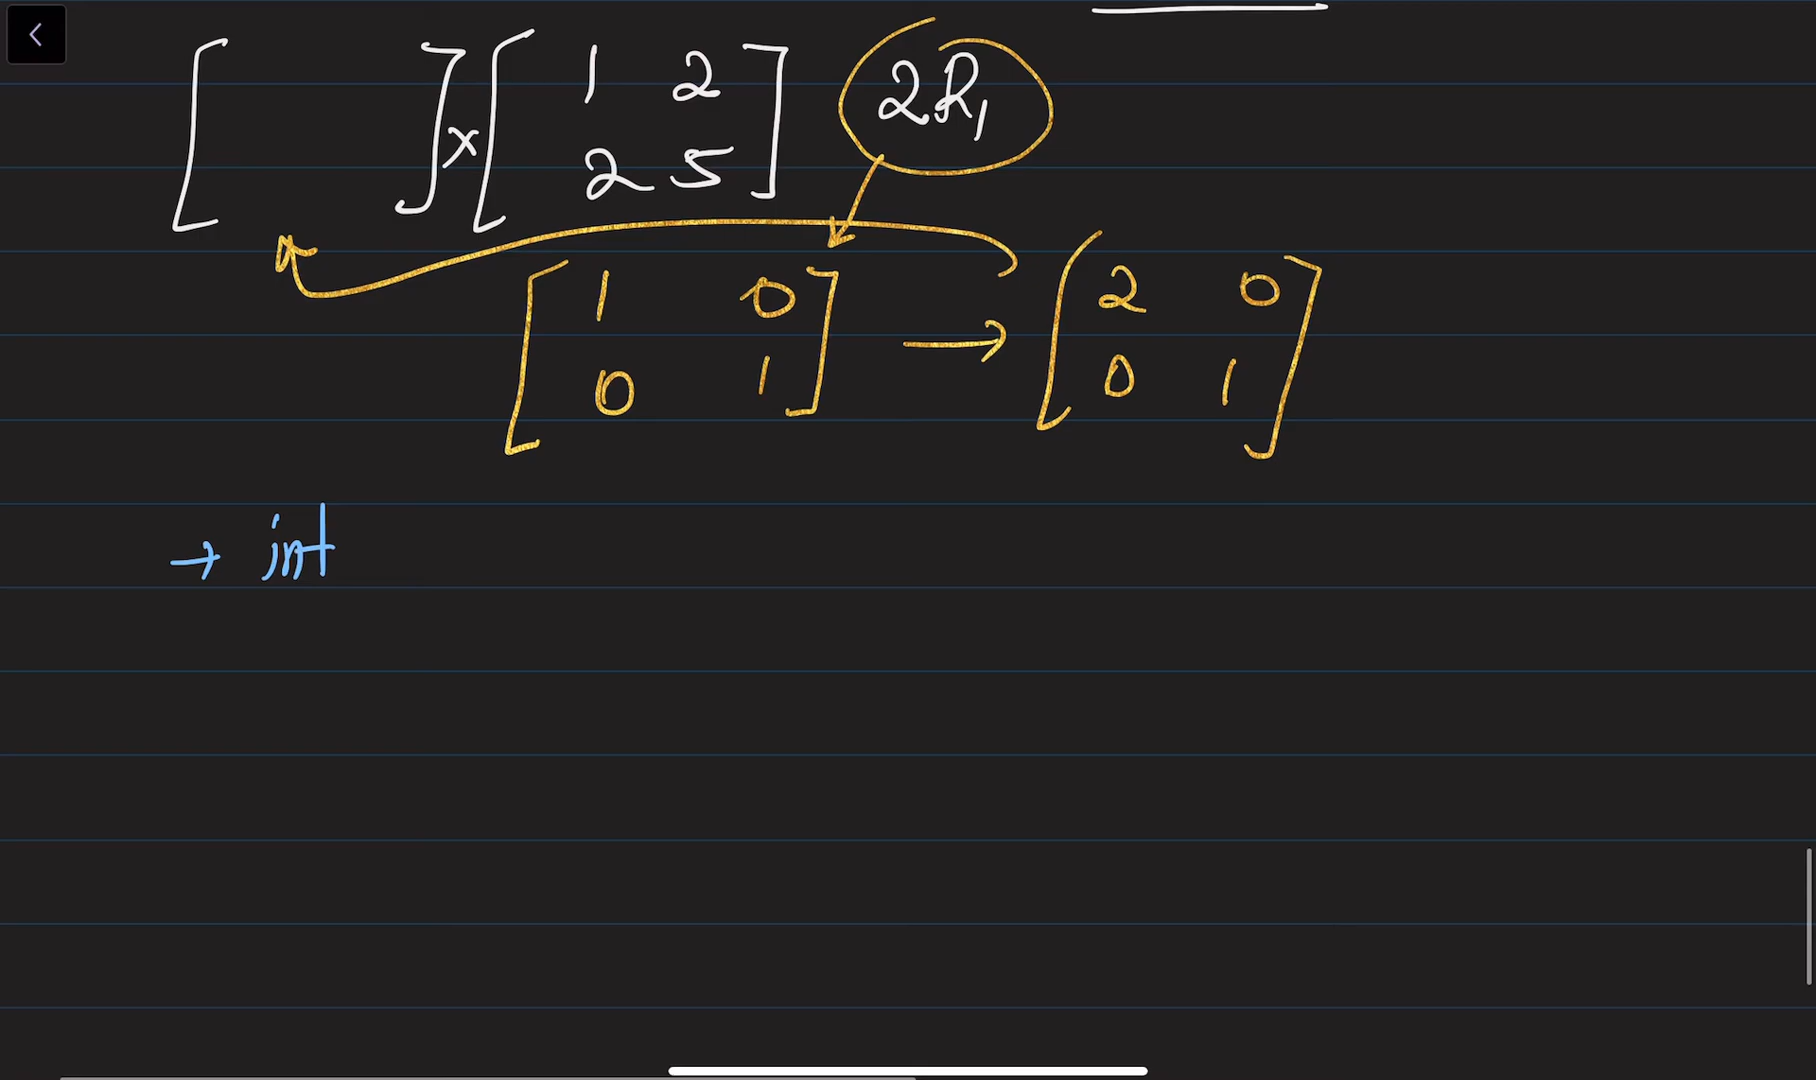 [ ] × [ 1 2 ] 2R₁
2 5
[ 1 0 ] → [ 2 0 ]
0 1 0 1
→ int